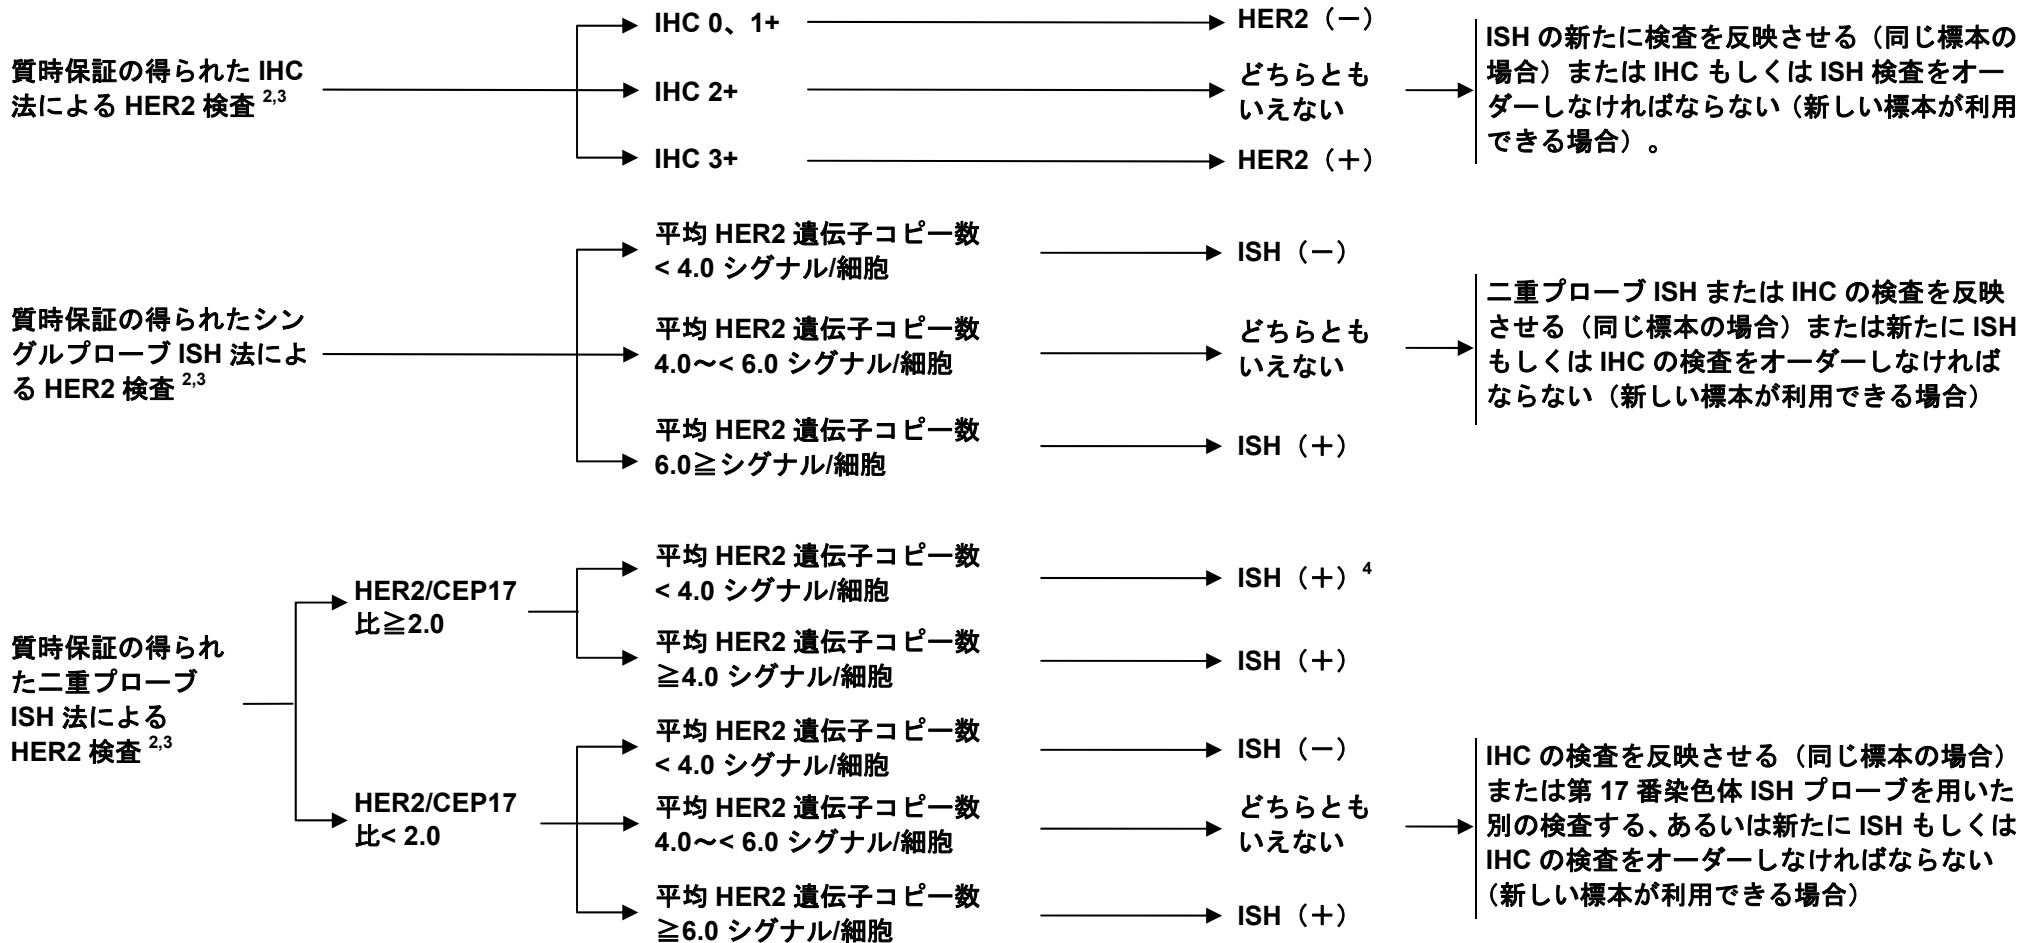 IHC 0、1+
HER2（－）
質時保証の得られた IHC
法による HER2 検査 2,3
IHC 2+
どちらとも
いえない
ISH の新たに検査を反映させる（同じ標本の
場合）または IHC もしくは ISH 検査をオー
ダーしなければならない（新しい標本が利用
できる場合）。
IHC 3+
HER2（＋）
質時保証の得られたシン
グルプローブ ISH 法によ
る HER2 検査 2,3
平均 HER2 遺伝子コピー数
< 4.0 シグナル/細胞
ISH（－）
平均 HER2 遺伝子コピー数
4.0～< 6.0 シグナル/細胞
どちらとも
いえない
二重プローブ ISH または IHC の検査を反映
させる（同じ標本の場合）または新たに ISH
もしくは IHC の検査をオーダーしなければ
ならない（新しい標本が利用できる場合）
平均 HER2 遺伝子コピー数
6.0≧シグナル/細胞
ISH（＋）
質時保証の得られ
た二重プローブ
ISH 法による
HER2 検査 2,3
HER2/CEP17
比≧2.0
平均 HER2 遺伝子コピー数
< 4.0 シグナル/細胞
ISH（＋）4
平均 HER2 遺伝子コピー数
≧4.0 シグナル/細胞
ISH（＋）
HER2/CEP17
比< 2.0
平均 HER2 遺伝子コピー数
< 4.0 シグナル/細胞
ISH（－）
平均 HER2 遺伝子コピー数
4.0～< 6.0 シグナル/細胞
どちらとも
いえない
IHC の検査を反映させる（同じ標本の場合）
または第 17 番染色体 ISH プローブを用いた
別の検査する、あるいは新たに ISH もしくは
IHC の検査をオーダーしなければならない
（新しい標本が利用できる場合）
平均 HER2 遺伝子コピー数
≧6.0 シグナル/細胞
ISH（＋）